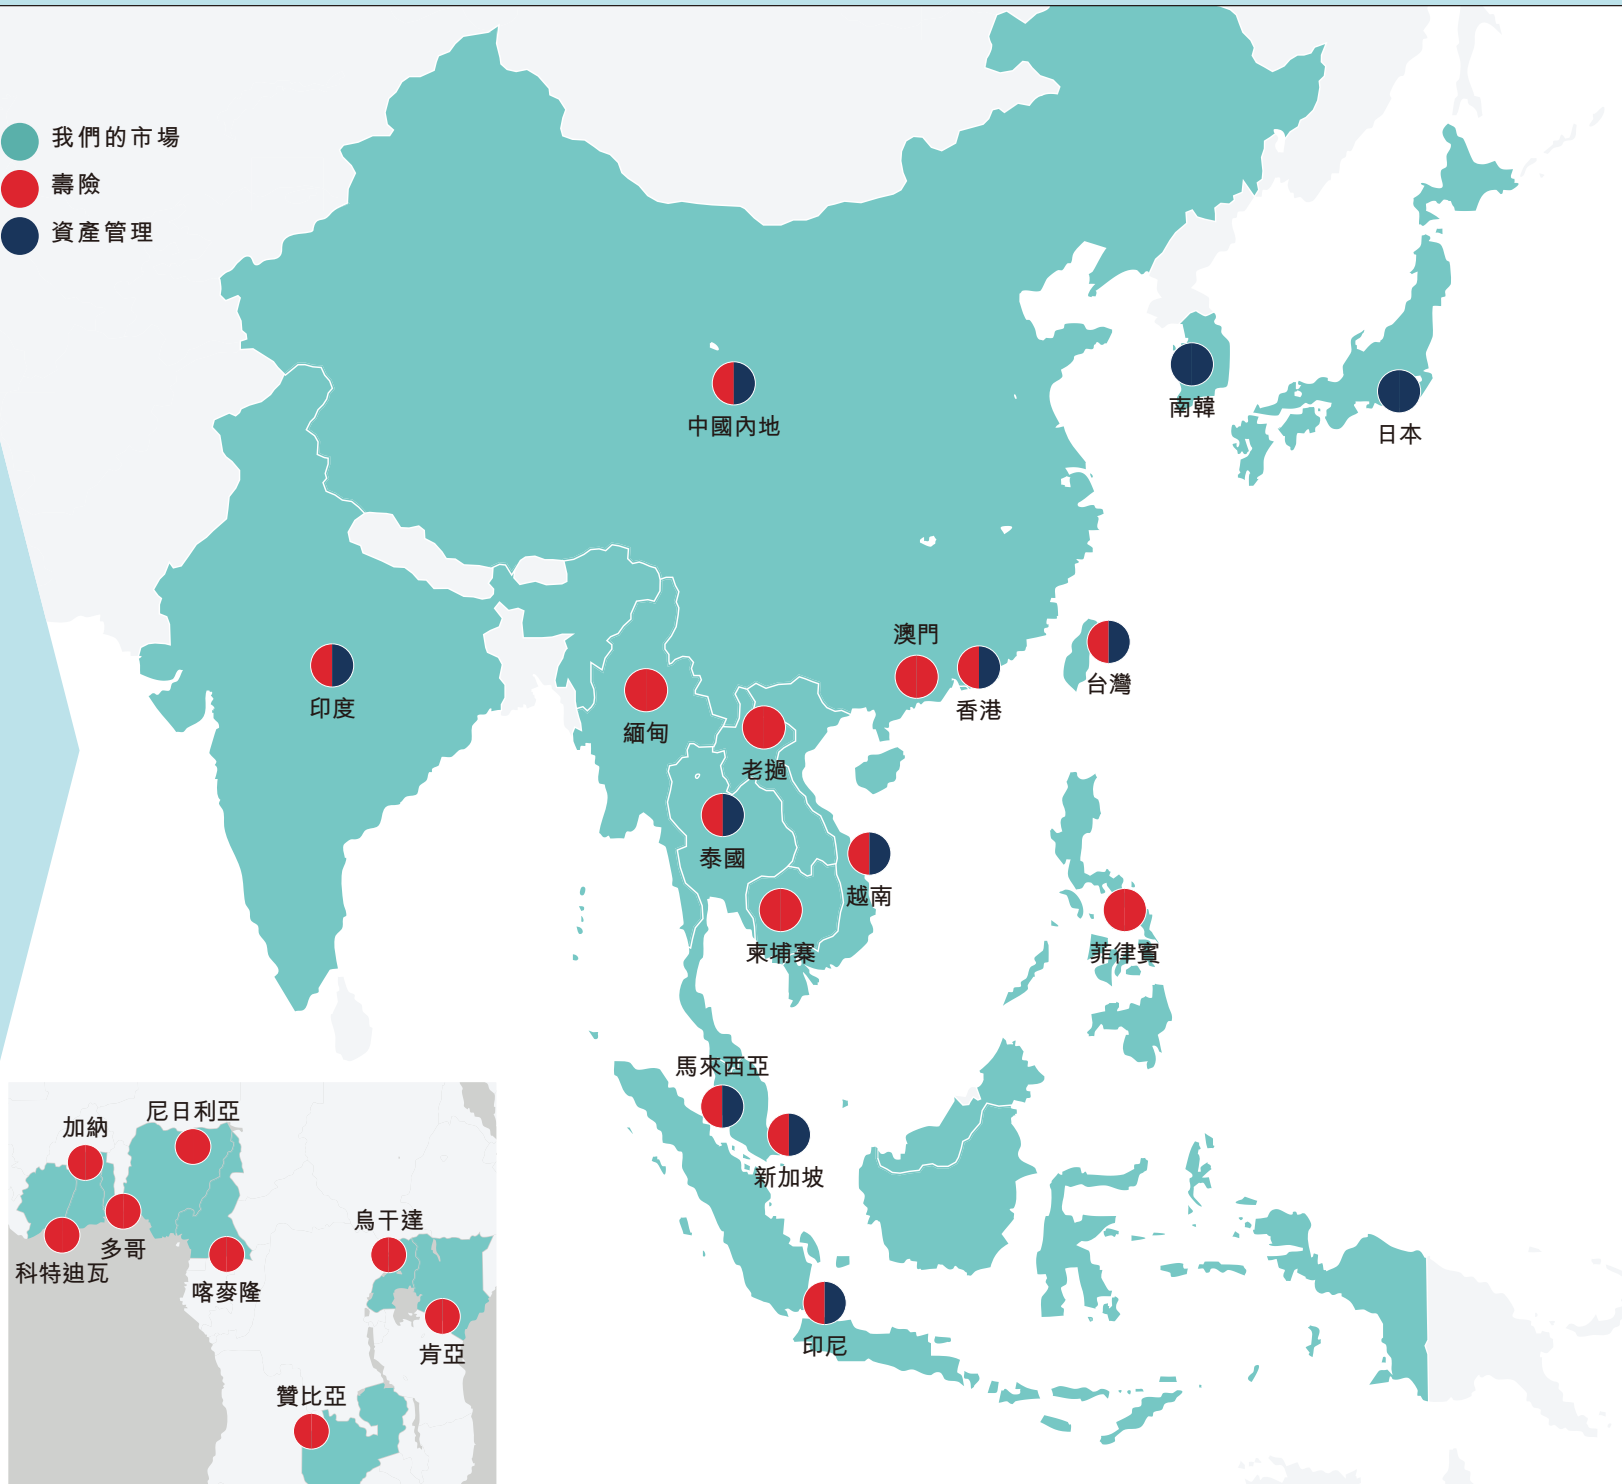 我們的市場
壽險
資產管理
中國內地
南韓
日本
印度
緬甸
澳門
香港
台灣
老撾
泰國
越南
柬埔寨
菲律賓
馬來西亞
新加坡
印尼
加納
尼日利亞
多哥
科特迪瓦
喀麥隆
烏干達
肯亞
贊比亞